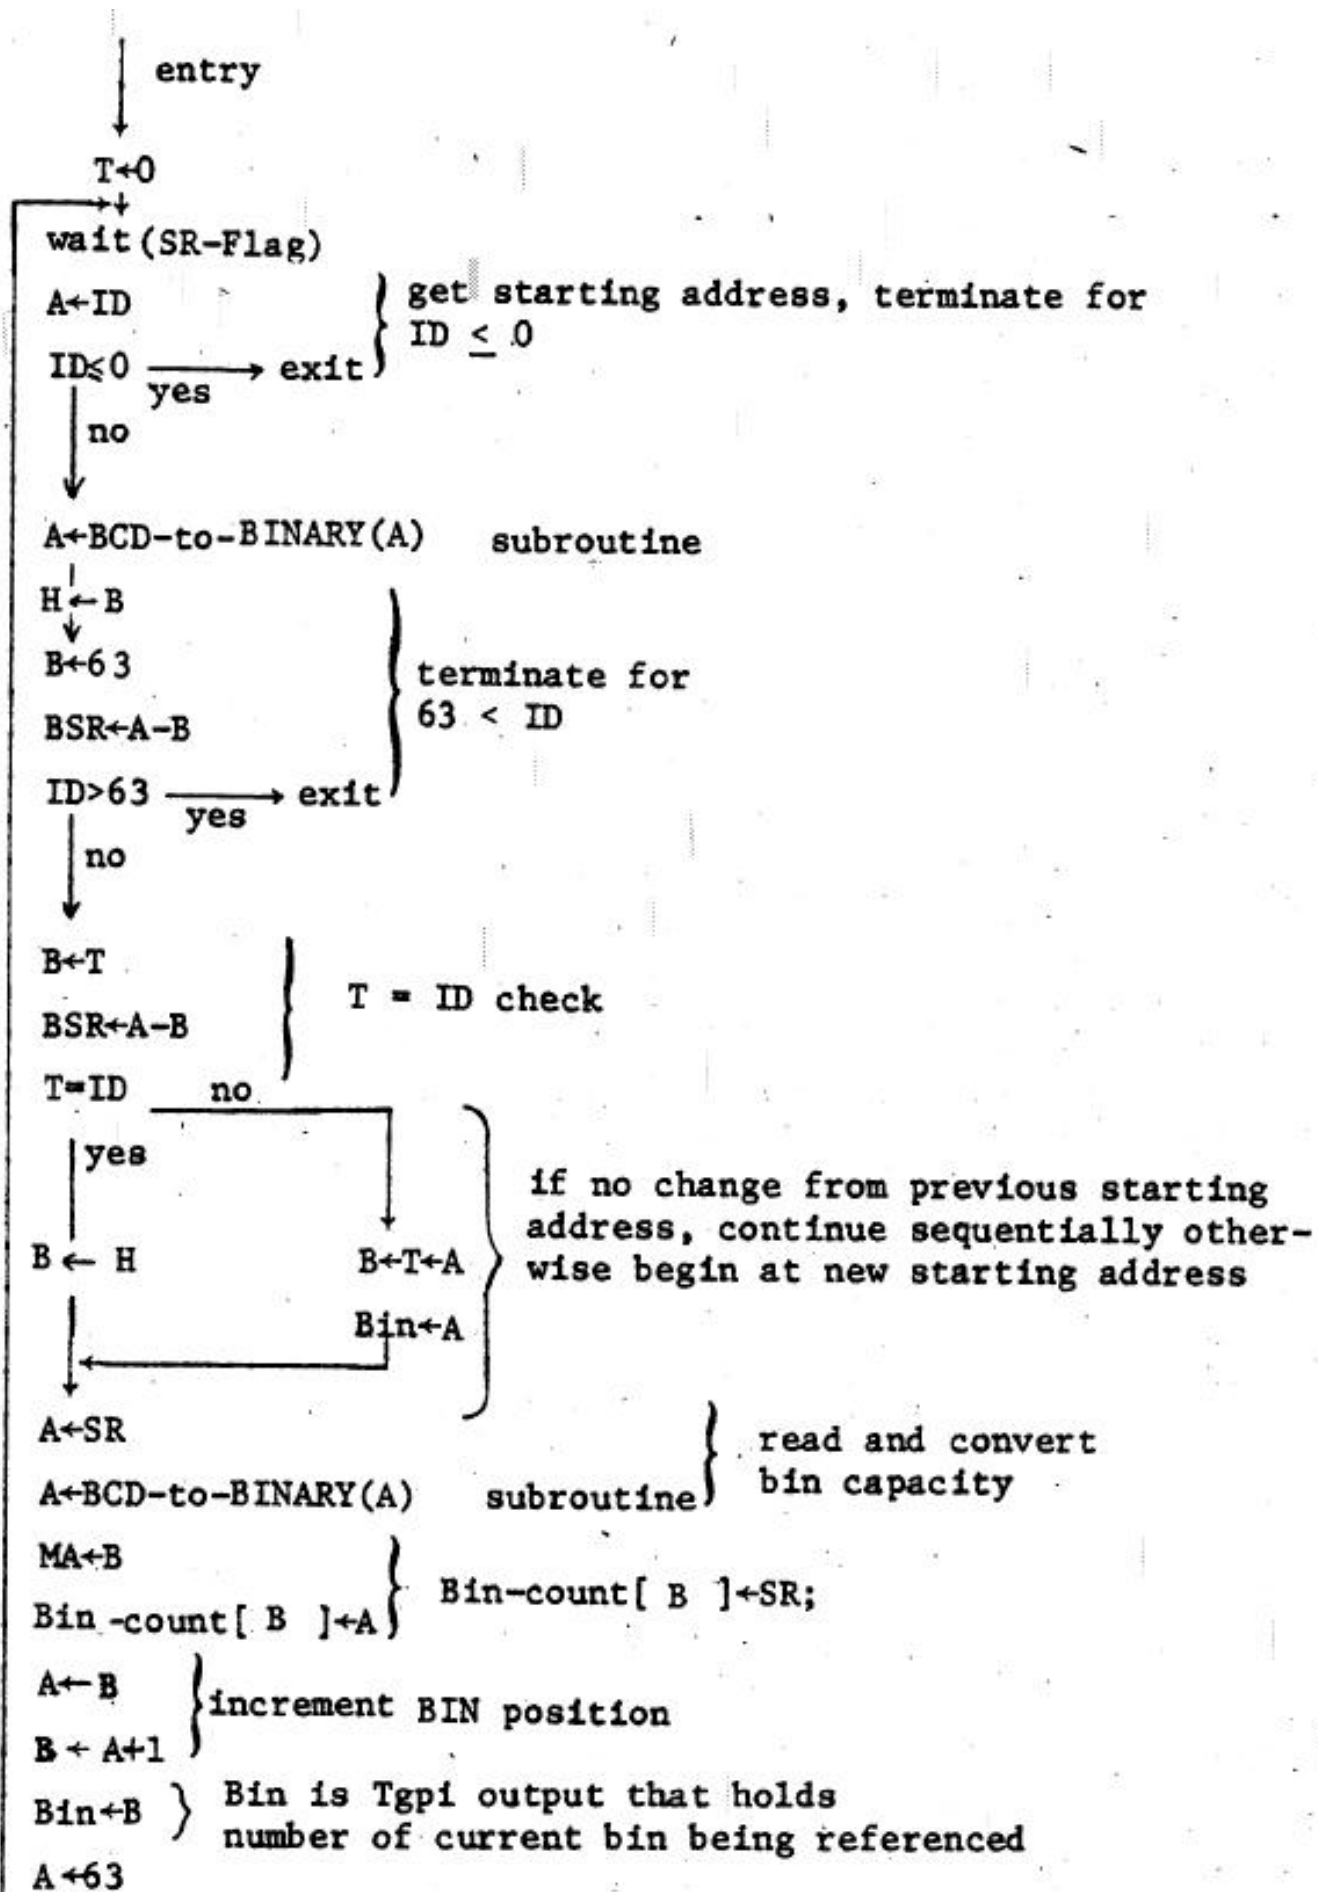 entry
T←0
wait(SR-Flag)
A←ID
get starting address, terminate for
ID ≤ 0
ID≤0 yes exit
no
A←BCD-to-BINARY(A) subroutine
H←B
B←63
terminate for
63 < ID
BSR←A-B
ID>63 yes exit
no
B←T
T = ID check
BSR←A-B
T=ID no
yes
if no change from previous starting
address, continue sequentially other-
wise begin at new starting address
B ← H B←T←A
Bin←A
A←SR
read and convert
bin capacity
A←BCD-to-BINARY(A) subroutine
MA←B
Bin-count[ B ]←SR;
Bin-count[ B ]←A
A←B
increment BIN position
B ← A+1
Bin is Tgpi output that holds
number of current bin being referenced
Bin←B
A←63